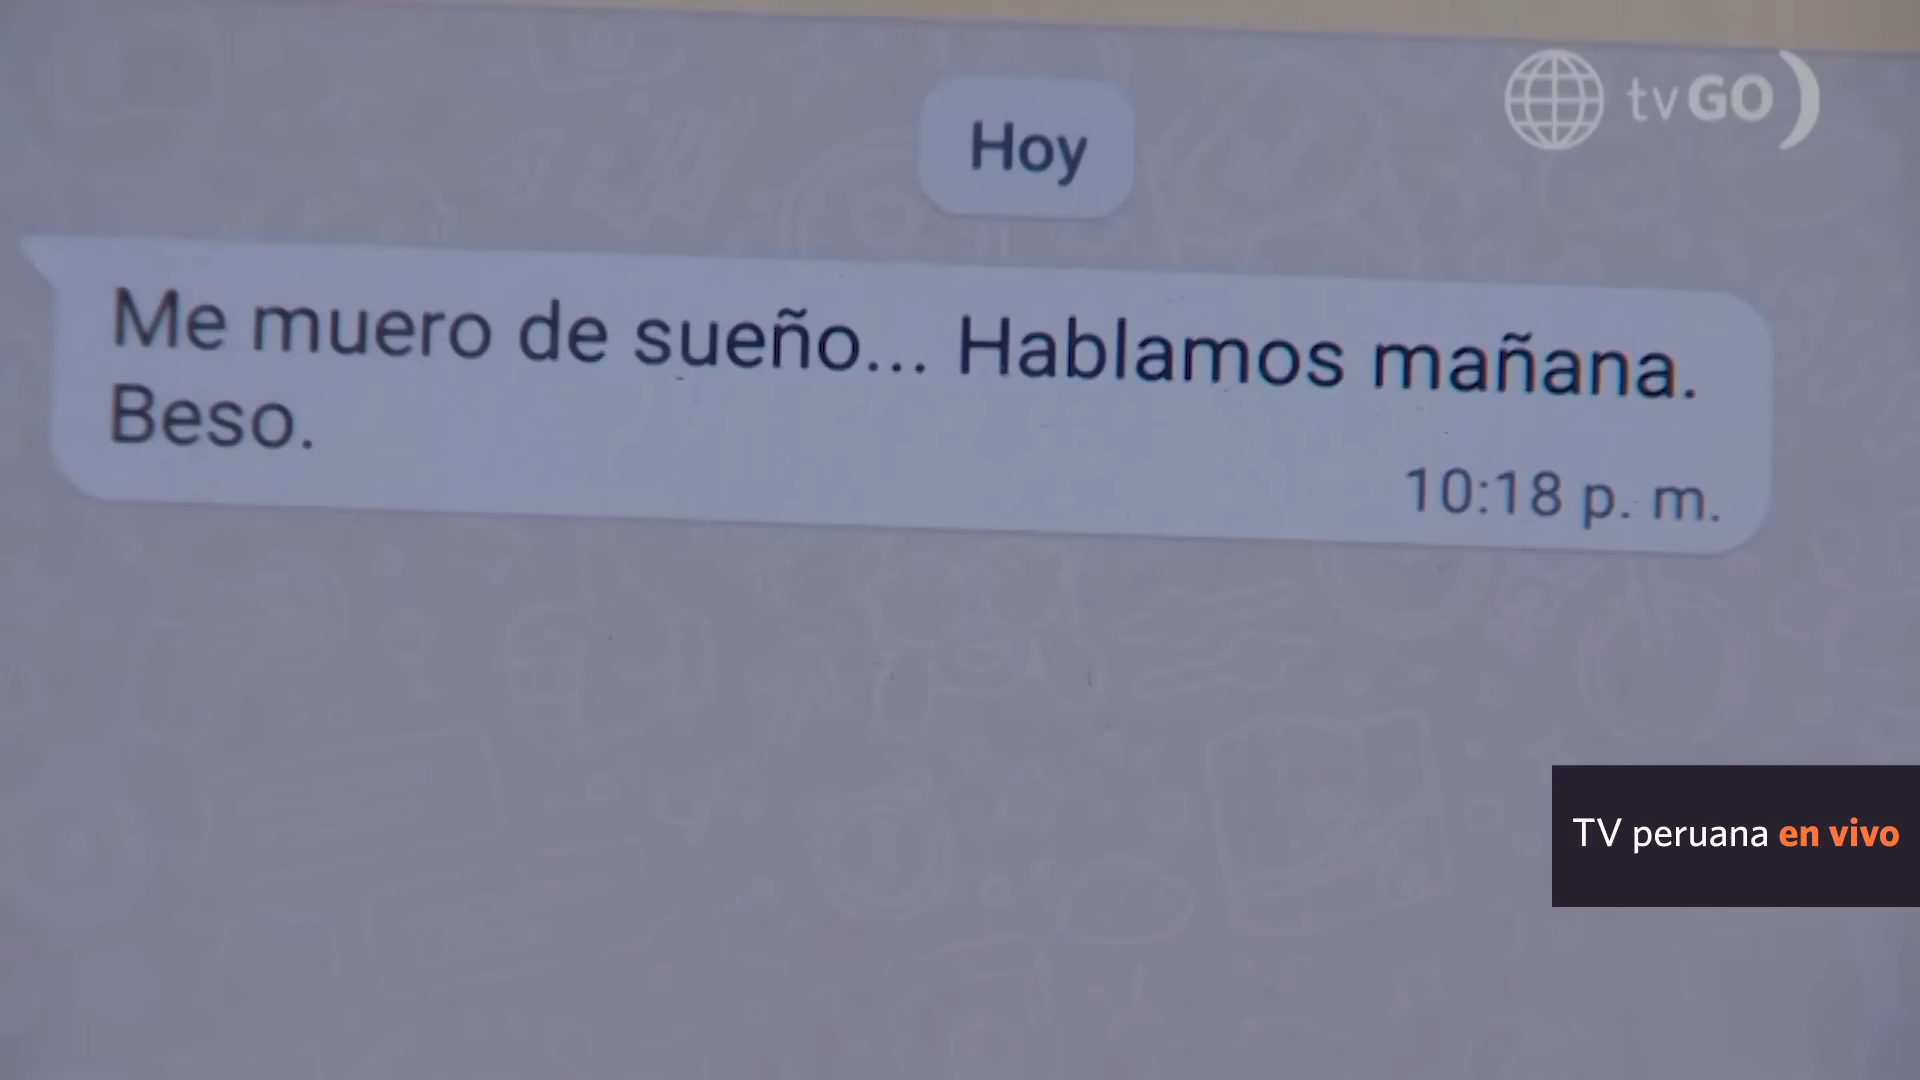 tvGO
Hoy
Me muero de sueño... Hablamos mañana.
Beso.
10:18 p. m.
TV peruana en vivo